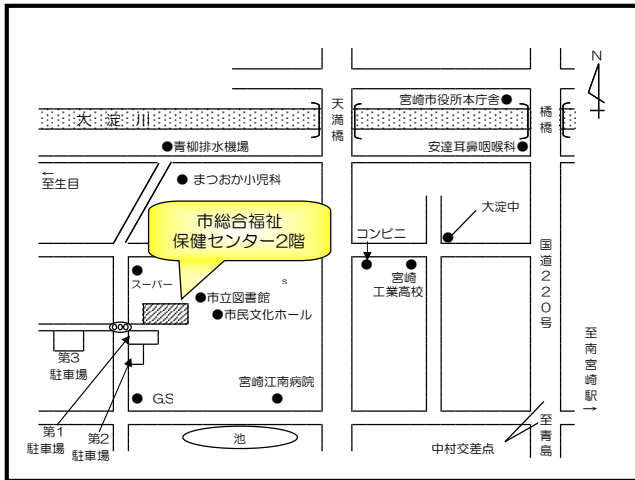 N
天満橋
宮崎市役所本庁舎
橘橋
大淀川
青柳排水機場
安達耳鼻咽喉科
←
至生目
まつおか小児科
大淀中
市総合福祉
保健センター2階
コンビニ
国道220号
スーパー
s
宮崎
工業高校
市立図書館
市民文化ホール
至南宮崎駅→
第3
駐車場
G.S
宮崎江南病院
第1
駐車場
第2
駐車場
池
中村交差点
至青島